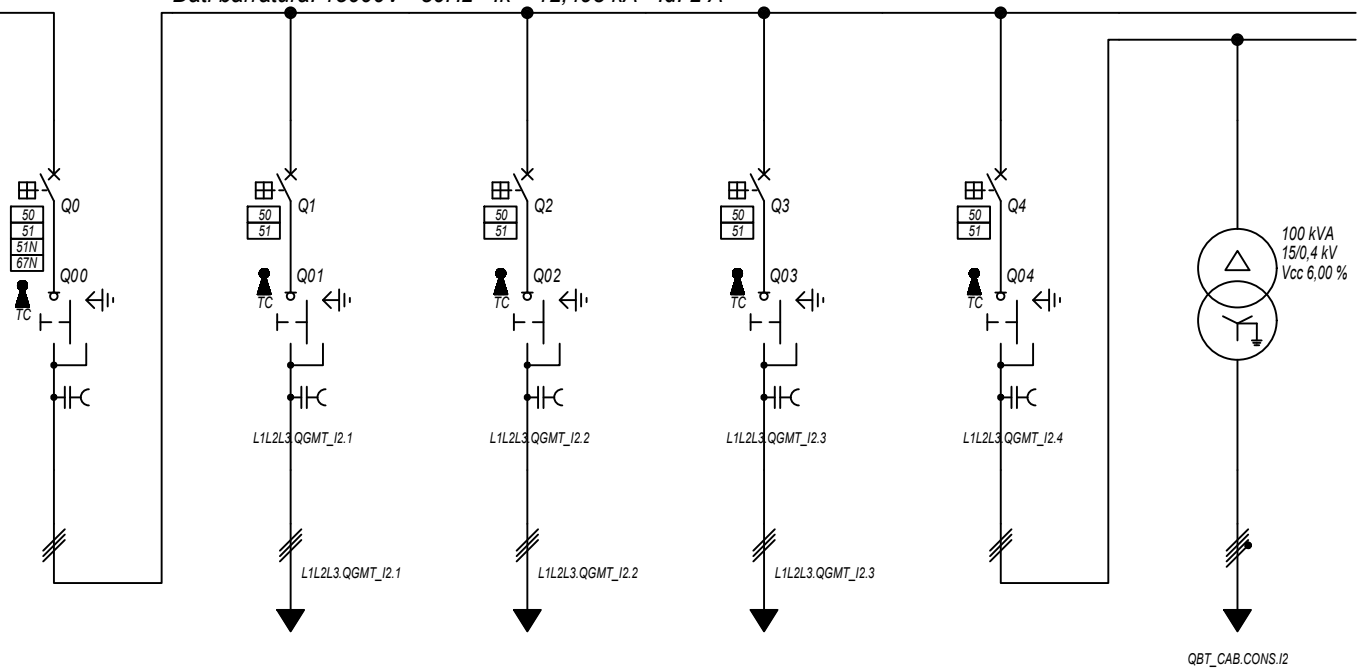 Q0
50
51
51N
67N
Q00
TC
Q1
50
51
Q01
TC
L1L2L3.QGMT_I2.1
L1L2L3.QGMT_I2.1
Q2
50
51
Q02
TC
L1L2L3.QGMT_I2.2
L1L2L3.QGMT_I2.2
Q3
50
51
Q03
TC
L1L2L3.QGMT_I2.3
L1L2L3.QGMT_I2.3
Q4
50
51
Q04
TC
L1L2L3.QGMT_I2.4
100 kVA
15/0,4 kV
Vcc 6,00 %
QBT_CAB.CONS.I2